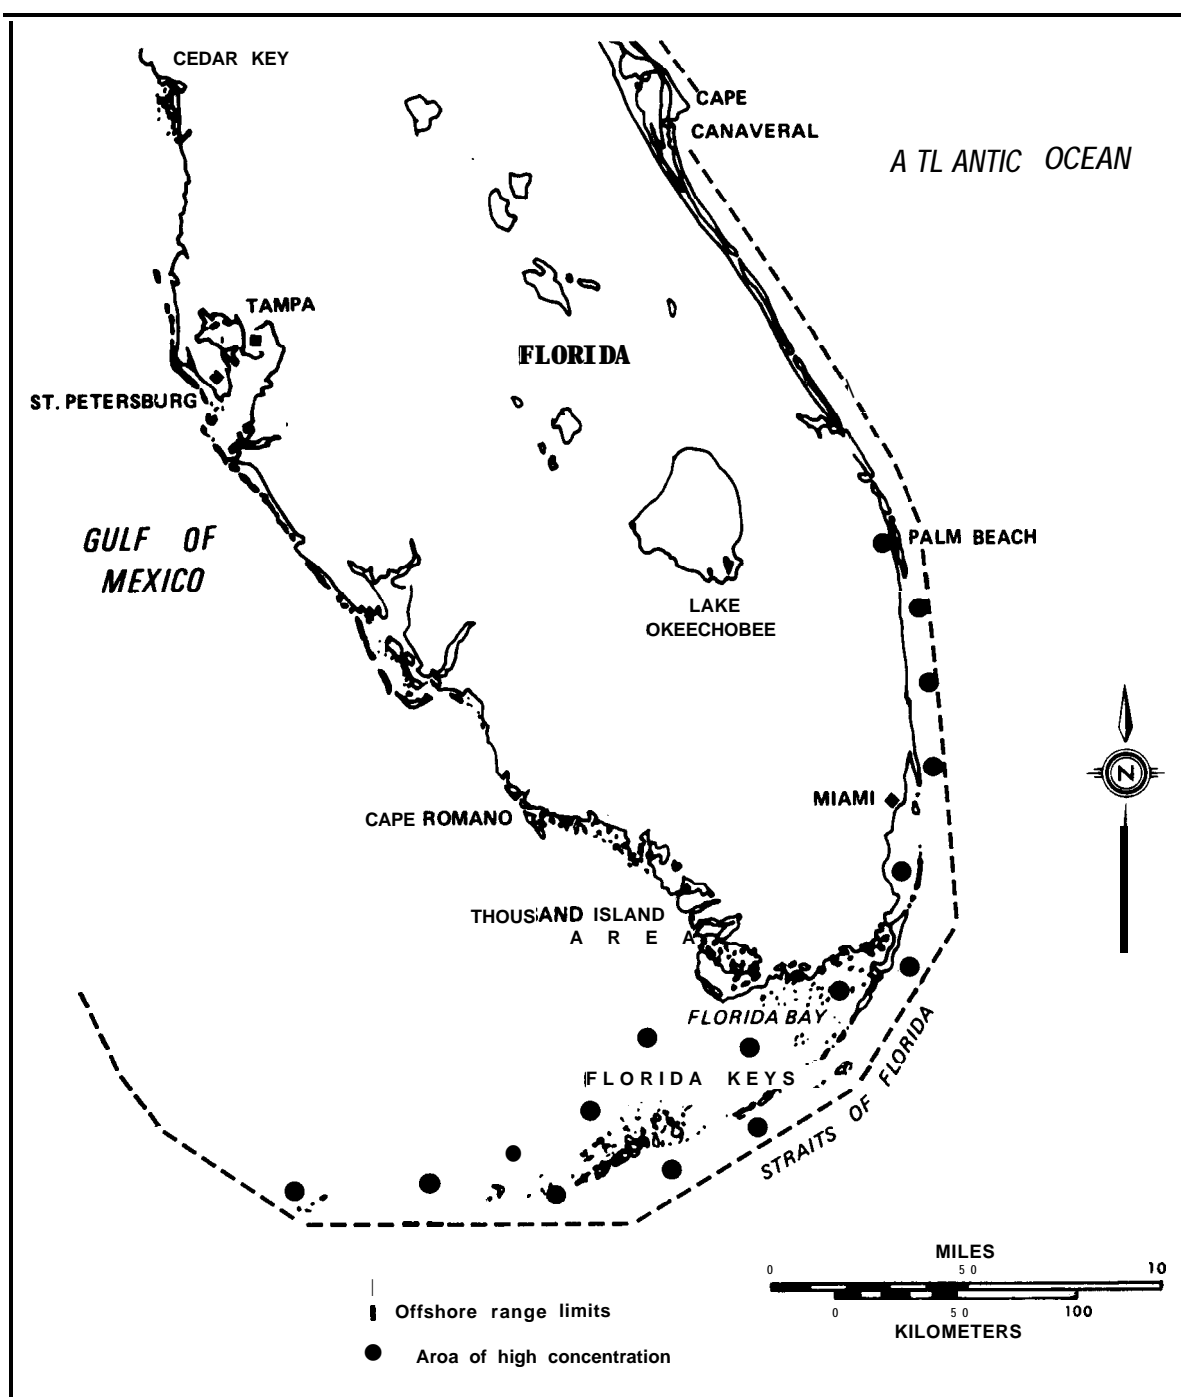 CEDAR KEY
CAPE
CANAVERAL
A TL ANTIC OCEAN
TAMPA
FLORIDA
ST. PETERSBURG
GULF OF
MEXICO
PALM BEACH
LAKE
OKEECHOBEE
N
MIAMI
CAPE ROMANO
THOUSAND ISLAND
A R E A
FLORIDA BAY
FLORIDA KEYS
STRAITS OF FLORIDA
MILES
0 50 10
0 50 100
KILOMETERS
Offshore range limits
Aroa of high concentration